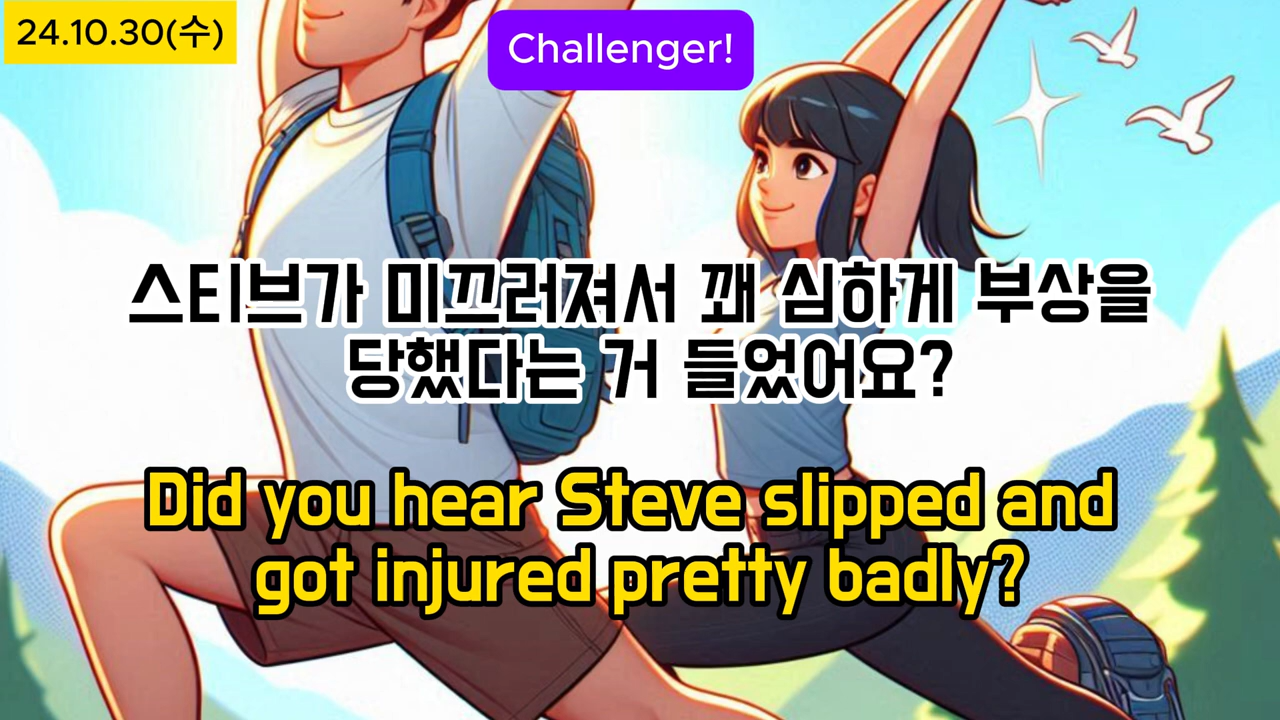 24.10.30(수)
Challenger!
스티브가 미끄러져서 꽤 심하게 부상을
당했다는 거 들었어요?
Did you hear Steve slipped and
got injured pretty badly?